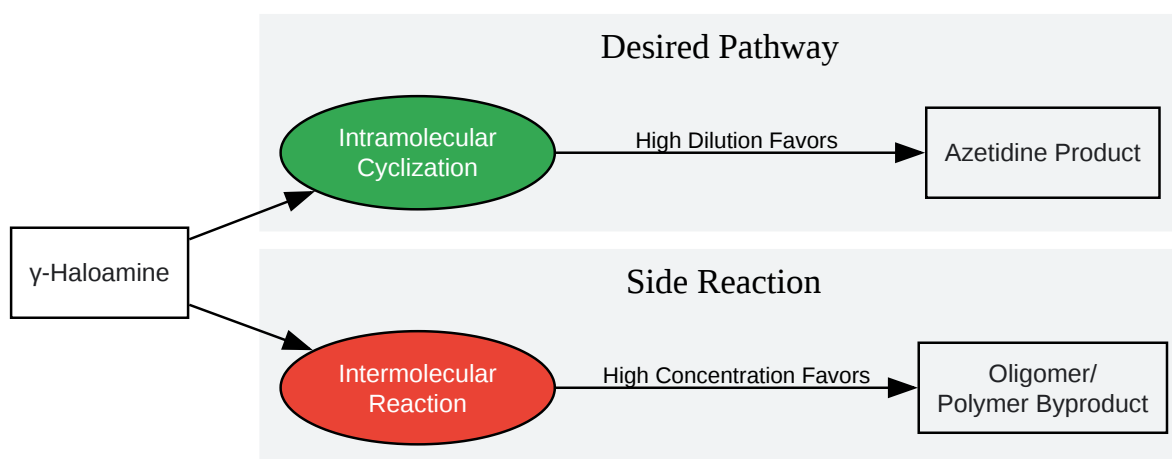 Desired Pathway
Intramolecular
Cyclization
High Dilution Favors
Azetidine Product
γ-Haloamine
Side Reaction
Intermolecular
Reaction
High Concentration Favors
Oligomer/
Polymer Byproduct